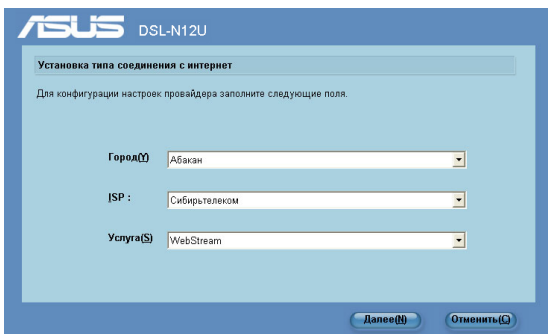 ASUS DSL-N12U
Установка типа соединения с интернет
Для конфигурации настроек провайдера заполните следующие поля.
Город(Y) Абакан
ISP : Сибирьтелеком
Услуга(S) WebStream
Далее(N) Отменить(C)